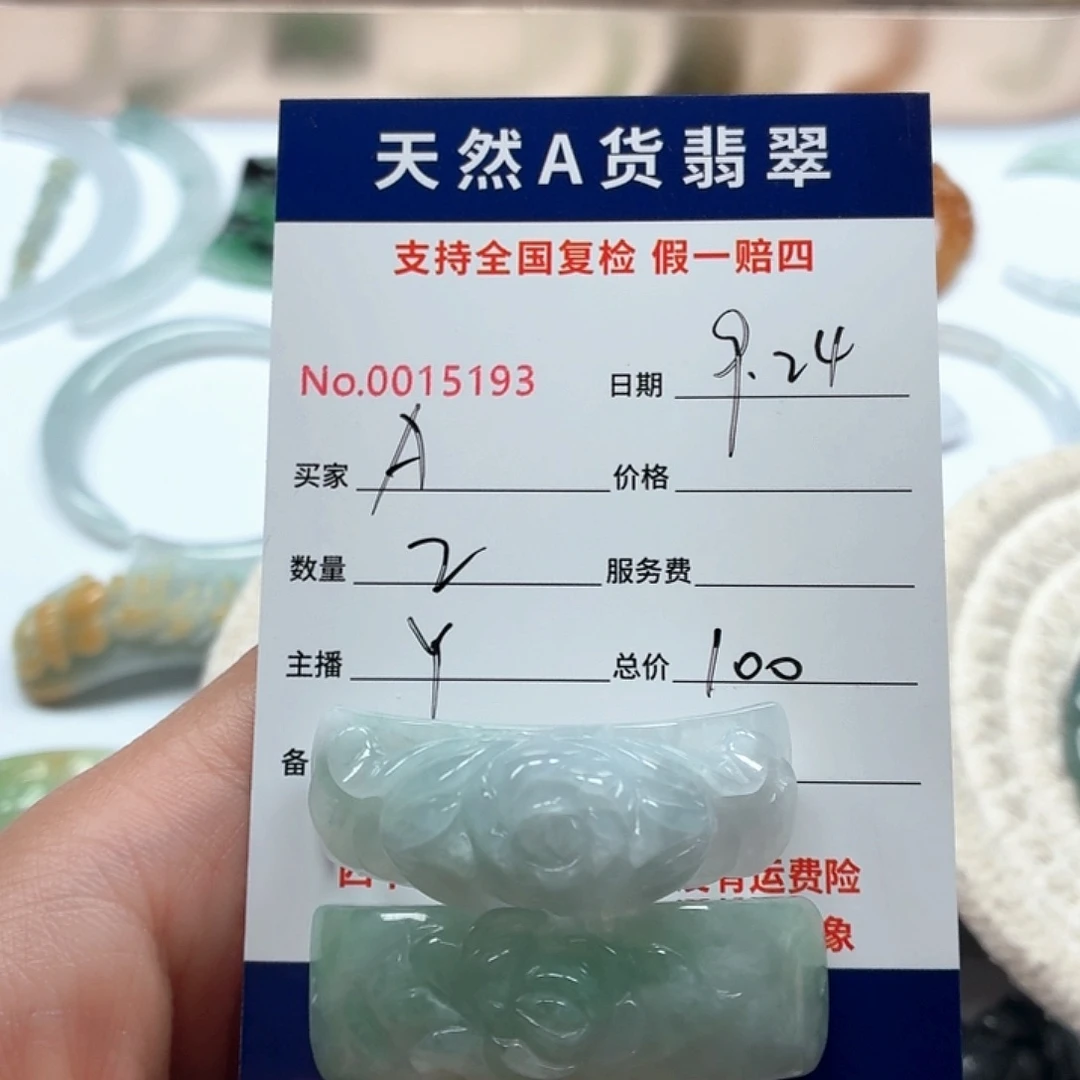 天然A货翡翠
支持全国复检 假一赔四
No.0015193 日期 9.24
买家 A 价格
数量 2 服务费
主播 Y 总价 100
备
运费险
象